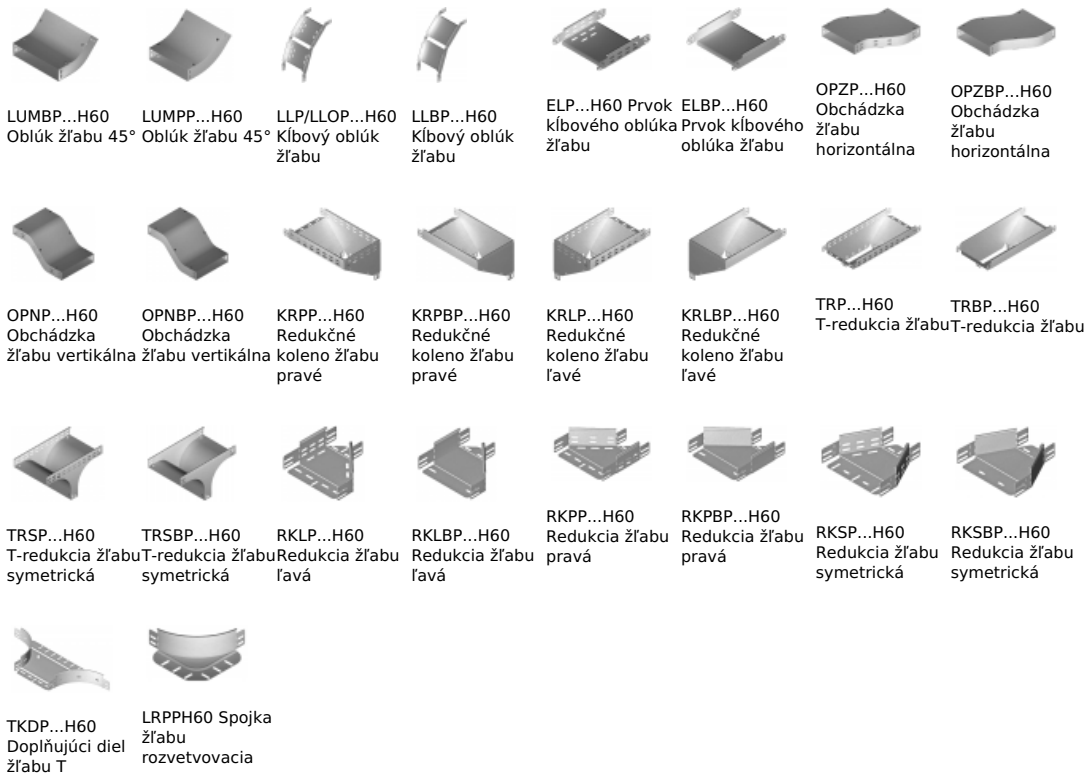 LUMBP...H60
Oblúk žľabu 45°
LUMPP...H60
Oblúk žľabu 45°
LLP/LLOP...H60
Kĺbový oblúk
žľabu
LLBP...H60
Kĺbový oblúk
žľabu
ELP...H60 Prvok
kĺbového oblúka
žľabu
ELBP...H60
Prvok kĺbového
oblúka žľabu
OPZP...H60
Obchádzka
žľabu
horizontálna
OPZBP...H60
Obchádzka
žľabu
horizontálna
OPNP...H60
Obchádzka
žľabu vertikálna
OPNBP...H60
Obchádzka
žľabu vertikálna
KRPP...H60
Redukčné
koleno žľabu
pravé
KRPBP...H60
Redukčné
koleno žľabu
pravé
KRLP...H60
Redukčné
koleno žľabu
ľavé
KRLBP...H60
Redukčné
koleno žľabu
ľavé
TRP...H60
T-redukcia žľabu
TRBP...H60
T-redukcia žľabu
TRSP...H60
T-redukcia žľabu
symetrická
TRSBP...H60
T-redukcia žľabu
symetrická
RKLP...H60
Redukcia žľabu
ľavá
RKLBP...H60
Redukcia žľabu
ľavá
RKPP...H60
Redukcia žľabu
pravá
RKPBP...H60
Redukcia žľabu
pravá
RKSP...H60
Redukcia žľabu
symetrická
RKSBP...H60
Redukcia žľabu
symetrická
TKDP...H60
Doplňujúci diel
žľabu T
LRPPH60 Spojka
žľabu
rozvetvovacia